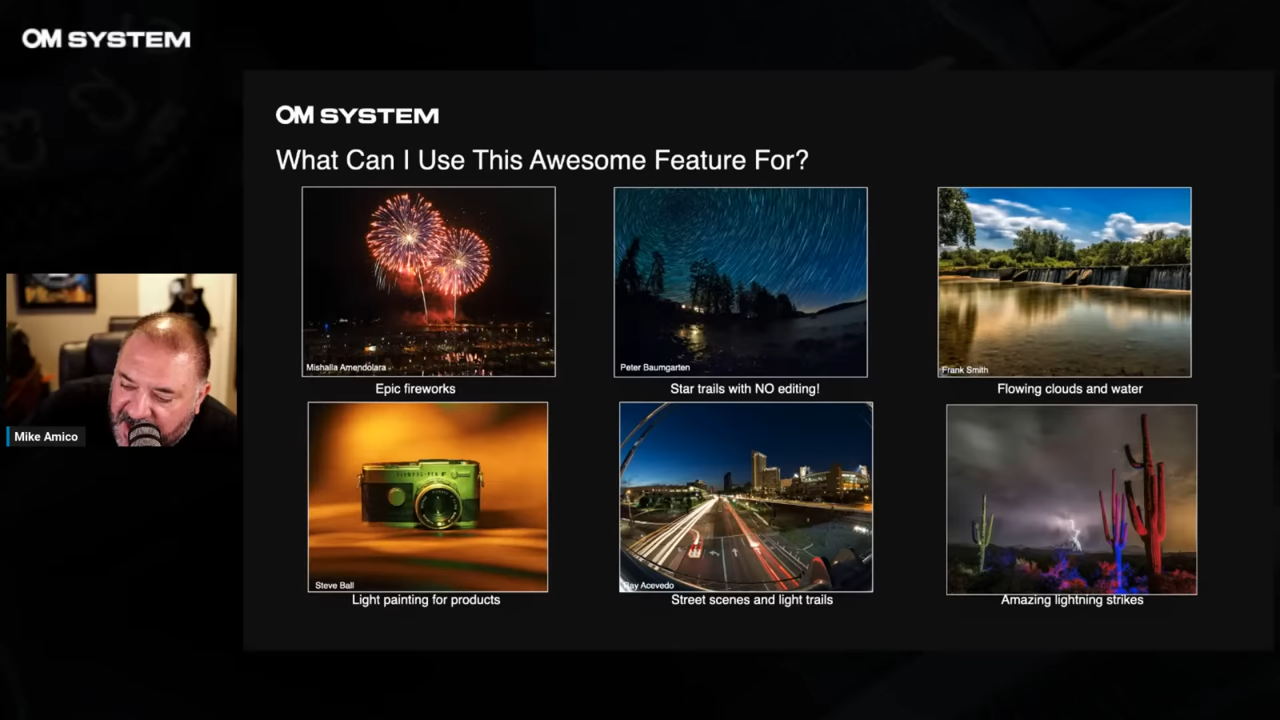 OM SYSTEM
OM SYSTEM
What Can I Use This Awesome Feature For?
Mishalla Amendolara
Peter Baumgarten
Frank Smith
Epic fireworks
Star trails with NO editing!
Flowing clouds and water
Mike Amico
Steve Ball
Ray Acevedo
Light painting for products
Street scenes and light trails
Amazing lightning strikes